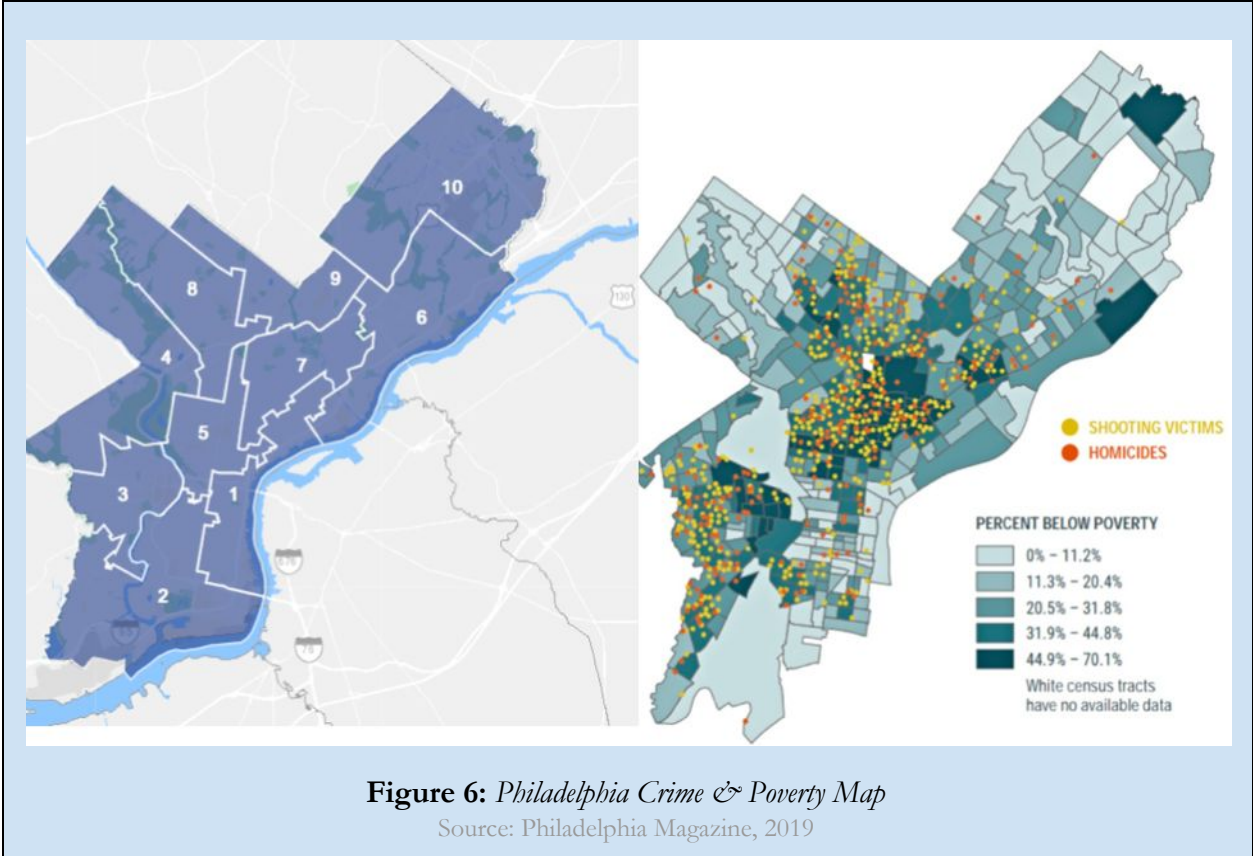 10
9
8
6
4
7
5
3
1
2
130
SHOOTING VICTIMS
HOMICIDES
PERCENT BELOW POVERTY
0% – 11.2%
11.3% – 20.4%
20.5% – 31.8%
31.9% – 44.8%
44.9% – 70.1%
White census tracts
have no available data
Figure 6: Philadelphia Crime & Poverty Map
Source: Philadelphia Magazine, 2019